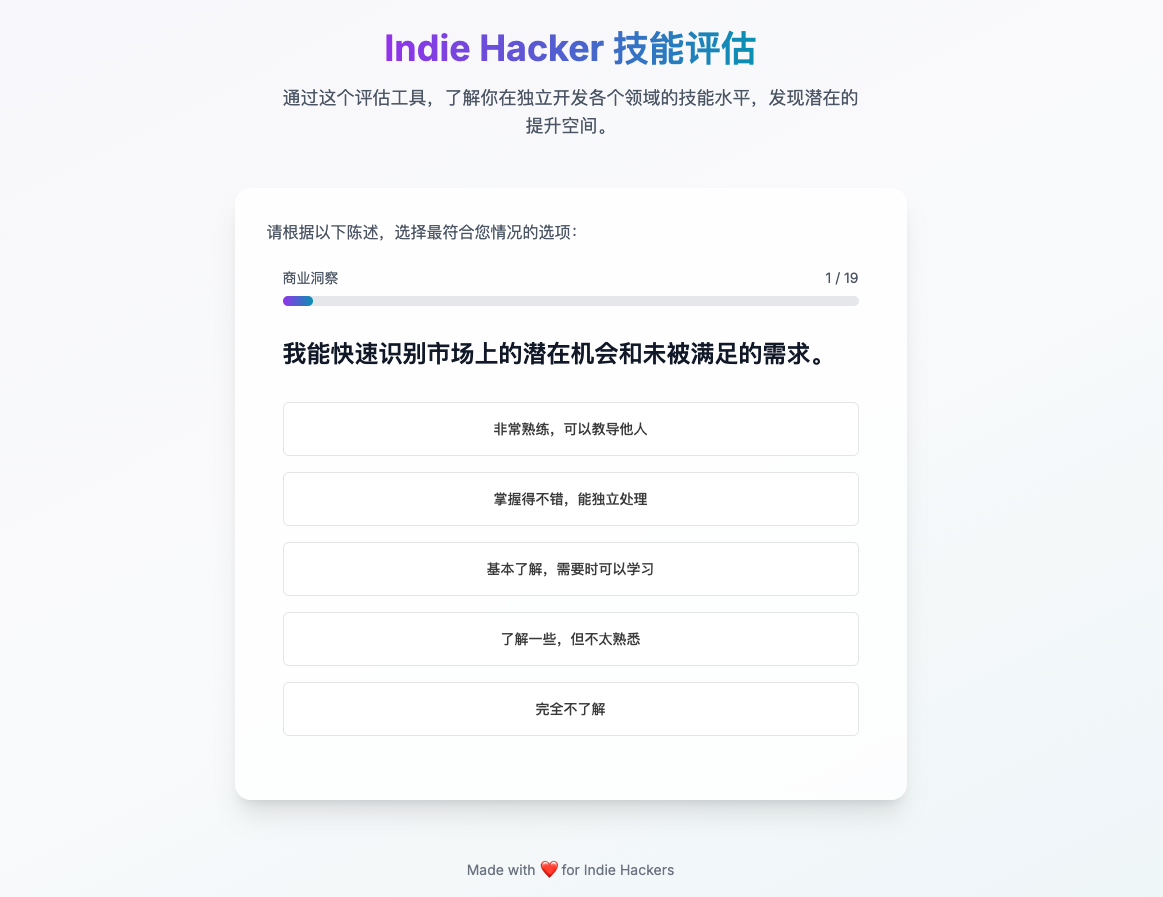 Indie Hacker 技能评估
通过这个评估工具，了解你在独立开发各个领域的技能水平，发现潜在的
提升空间。
请根据以下陈述，选择最符合您情况的选项：
商业洞察
1 / 19
我能快速识别市场上的潜在机会和未被满足的需求。
非常熟练，可以教导他人
掌握得不错，能独立处理
基本了解，需要时可以学习
了解一些，但不太熟悉
完全不了解
Made with ❤️ for Indie Hackers